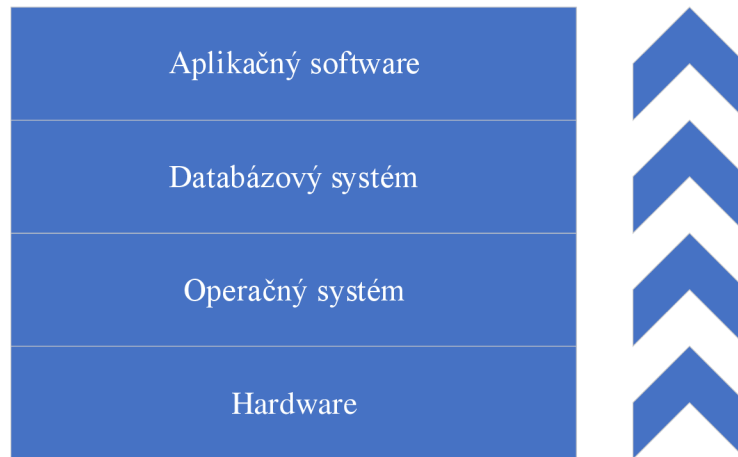 Aplikačný software
Databázový systém
Operačný systém
Hardware